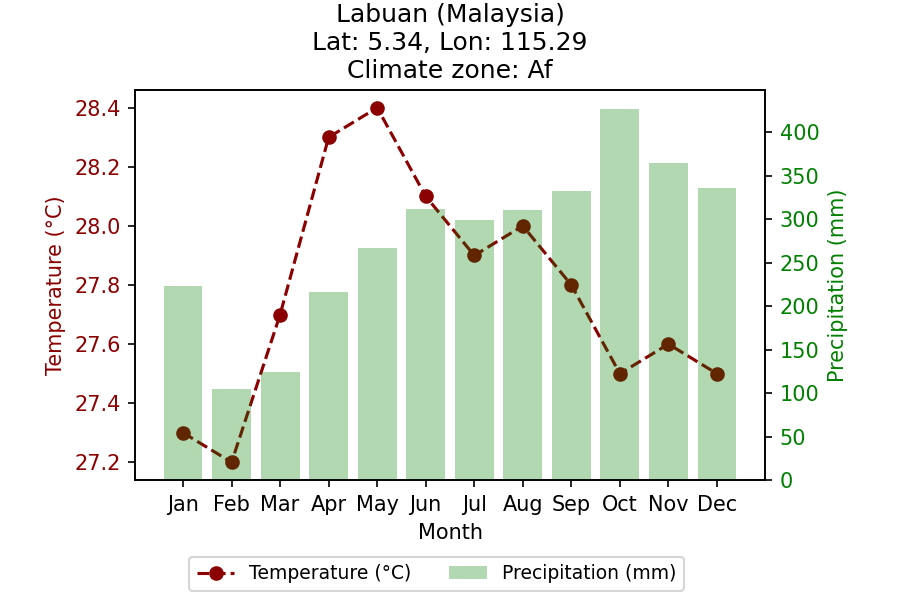 Labuan (Malaysia)
Lat: 5.34, Lon: 115.29
Climate zone: Af
Temperature (°C)
28.4
28.2
28.0
27.8
27.6
27.4
27.2
Precipitation (mm)
400
350
300
250
200
150
100
50
0
Jan Feb Mar Apr May Jun Jul Aug Sep Oct Nov Dec
Month
Temperature (°C) Precipitation (mm)